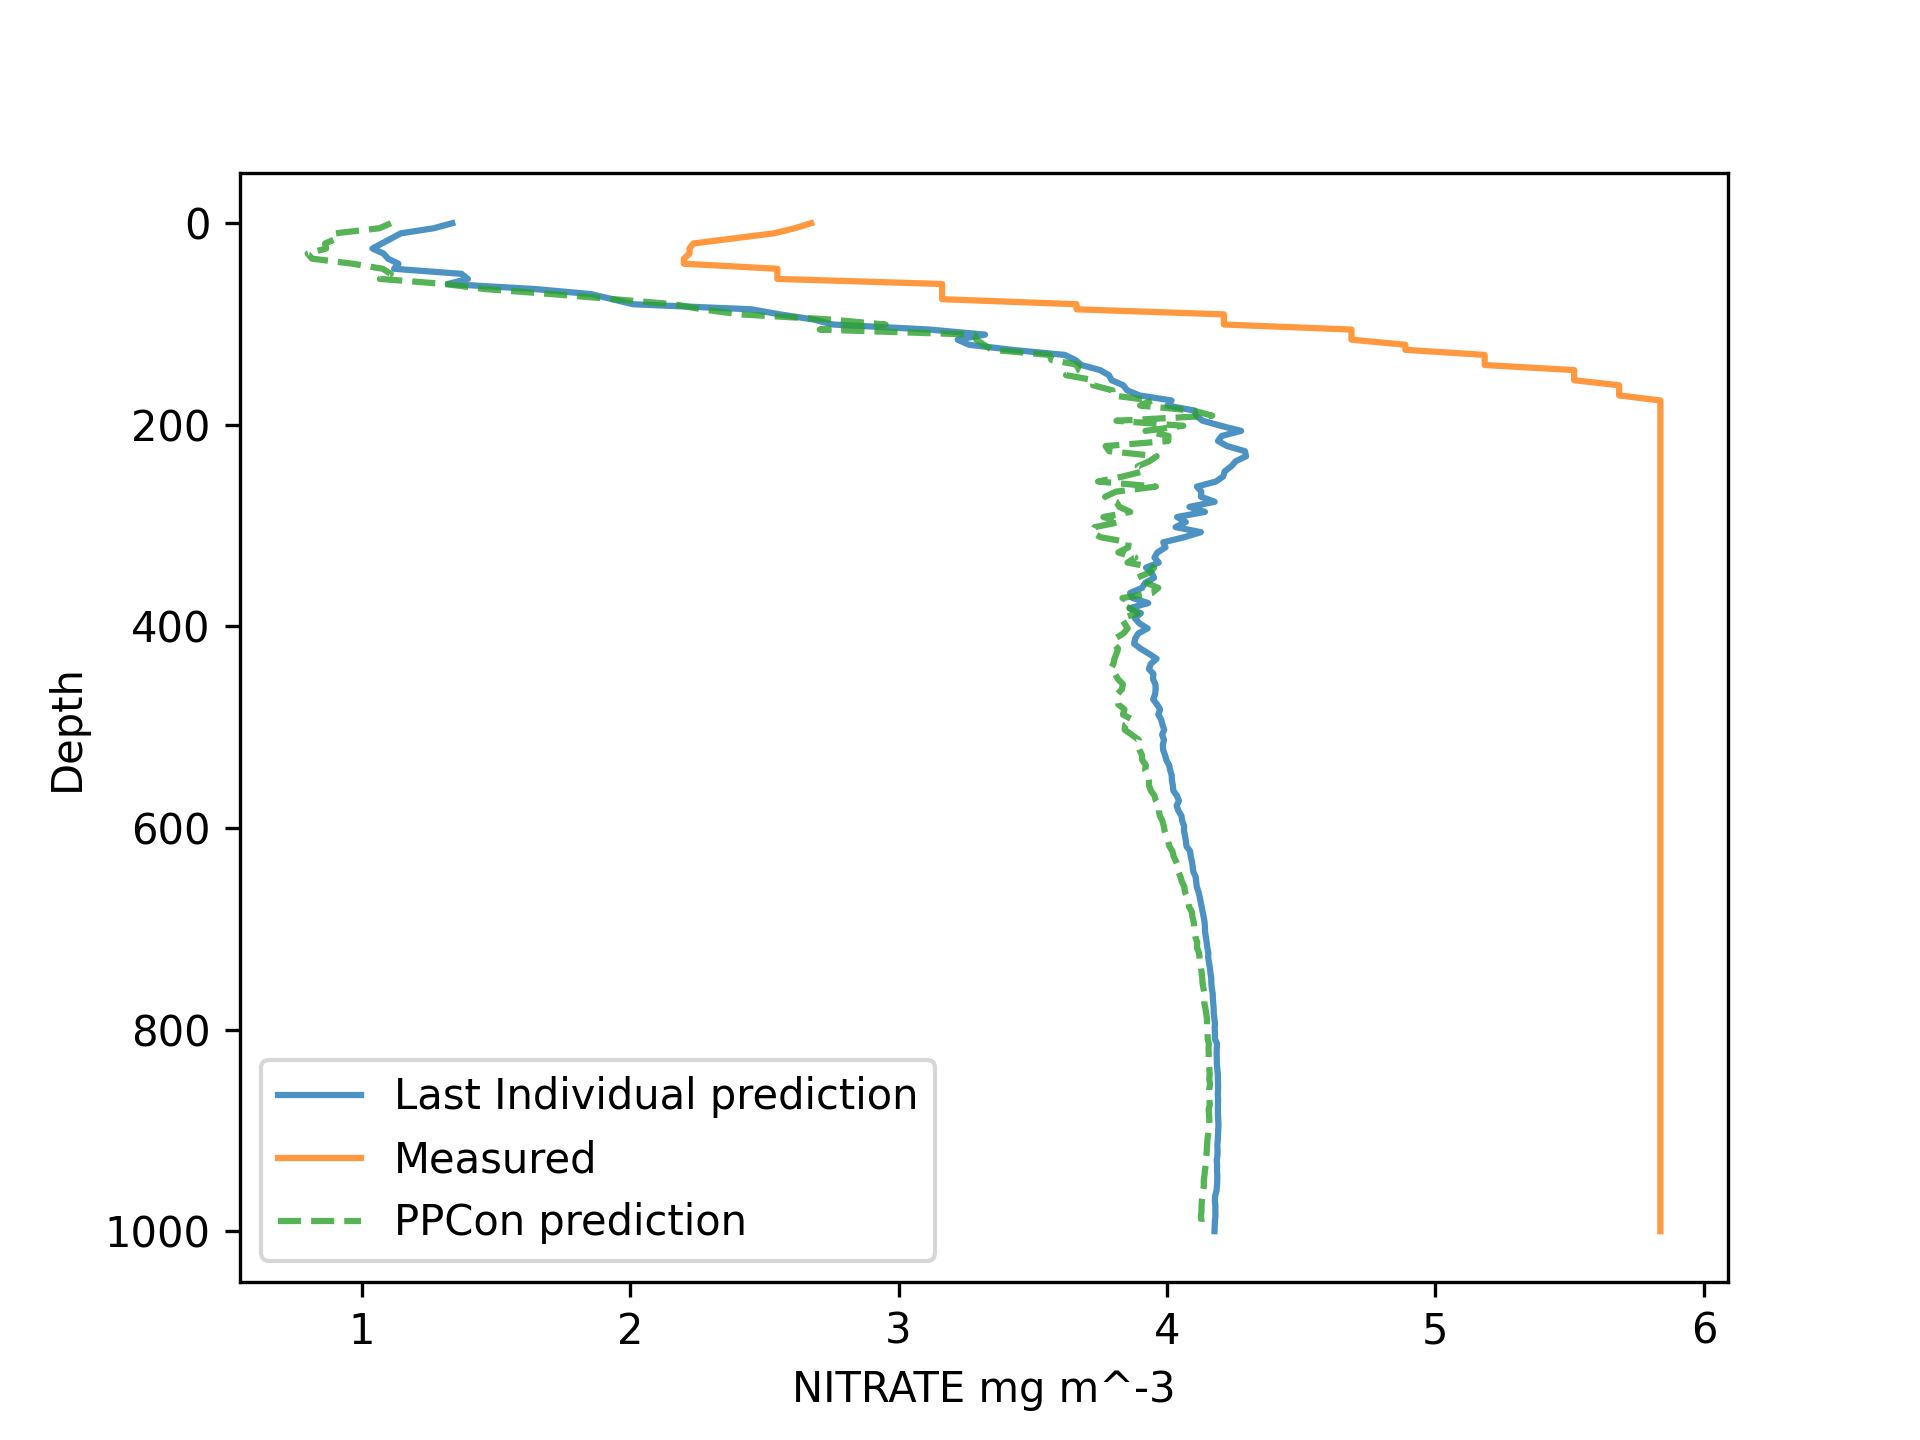 0
200
400
600
800
1000
Depth
Last Individual prediction
Measured
PPCon prediction
1 2 3 4 5 6
NITRATE mg m^-3